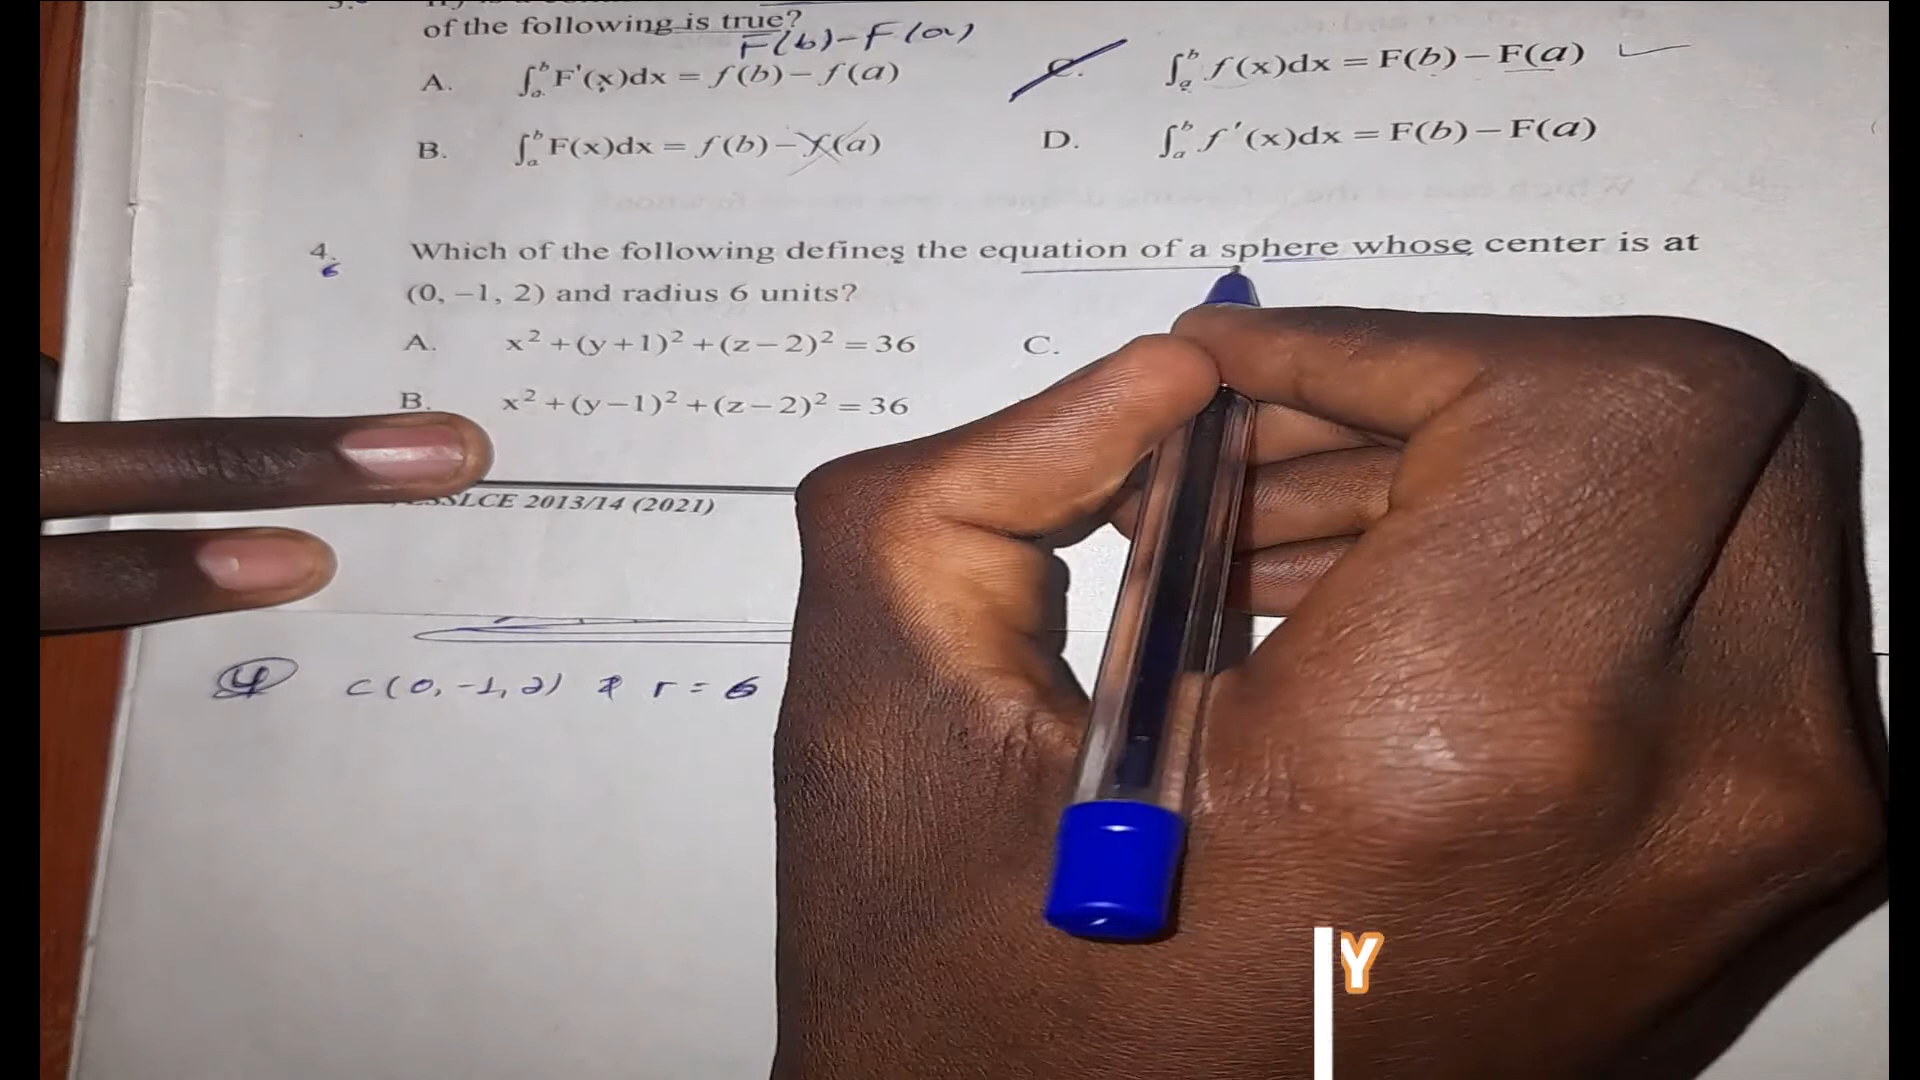 of the following is true?
F(b)-F(a)
A. ∫ₐᵇ F'(x)dx = f(b) – f(a)
C. ∫ₐᵇ f(x)dx = F(b) – F(a)
B. ∫ₐᵇ F(x)dx = f(b) – f(a)
D. ∫ₐᵇ f'(x)dx = F(b) – F(a)
4. Which of the following defines the equation of a sphere whose center is at
6
(0, –1, 2) and radius 6 units?
A. x² + (y+1)² + (z–2)² = 36
C.
B. x² + (y–1)² + (z–2)² = 36
2013/14 (2021)
4 C(0, -1, 2) & r = 6
Y